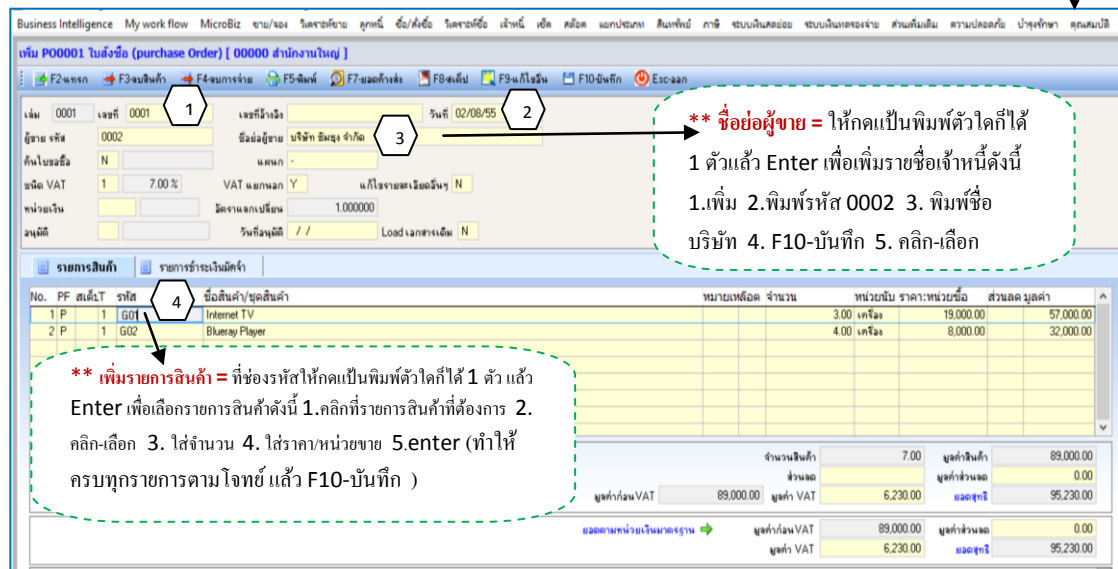 Business Intelligence My work flow MicroBiz ขาย/จอง วิเคราะห์ขาย ลูกหนี้ ซื้อ/สั่งซื้อ วิเคราะห์ซื้อ เจ้าหนี้ เช็ค สต๊อค แยกประเภท สินทรัพย์ ภาษี ระบบเงินสดย่อย ระบบเงินทดรองจ่าย ส่วนเพิ่มเติม ความปลอดภัย บำรุงรักษา คุณสมบัติ
เพิ่ม PO0001 ใบสั่งซื้อ (purchase Order) [ 00000 สำนักงานใหญ่ ]
F2-แทรก F3-ลบสินค้า F4-ลบการจ่าย F5-พิมพ์ F7-ยอดค้างส่ง F8-สเต็ป F9-แก้ไขอื่น F10-บันทึก Esc-ออก
เล่ม 0001 เลขที่ 0001 1 เลขที่อ้างอิง วันที่ 02/08/55 2
ผู้ขาย รหัส 0002 ชื่อย่อผู้ขาย บริษัท ซัมซุง จำกัด 3
ค้นใบขอซื้อ N แผนก -
ชนิด VAT 1 7.00 % VAT แยกนอก Y แก้ไขรายละเอียดอื่นๆ N
หน่วยเงิน อัตราแลกเปลี่ยน 1.000000
อนุมัติ วันที่อนุมัติ / / Load เอกสารเดิม N
** ชื่อย่อผู้ขาย = ให้กดแป้นพิมพ์ตัวใดก็ได้
1 ตัวแล้ว Enter เพื่อเพิ่มรายชื่อเจ้าหนี้ดังนี้
1.เพิ่ม 2.พิมพ์รหัส 0002 3. พิมพ์ชื่อ
บริษัท 4. F10-บันทึก 5. คลิก-เลือก
รายการสินค้า รายการชำระเงินมัดจำ
No. PF สเต็ป T รหัส 4 ชื่อสินค้า/ชุดสินค้า หมายเหตุ ล็อต จำนวน หน่วยนับ ราคา:หน่วยซื้อ ส่วนลด มูลค่า
1 P 1 G01 Internet TV 3.00 เครื่อง 19,000.00 57,000.00
2 P 1 G02 Blueray Player 4.00 เครื่อง 8,000.00 32,000.00
** เพิ่มรายการสินค้า = ที่ช่องรหัสให้กดแป้นพิมพ์ตัวใดก็ได้ 1 ตัว แล้ว
Enter เพื่อเลือกรายการสินค้าดังนี้ 1.คลิกที่รายการสินค้าที่ต้องการ 2.
คลิก-เลือก 3. ใส่จำนวน 4. ใส่ราคา/หน่วยขาย 5.enter (ทำให้
ครบทุกรายการตามโจทย์ แล้ว F10-บันทึก )
จำนวนสินค้า 7.00 มูลค่าสินค้า 89,000.00
ส่วนลด มูลค่าส่วนลด 0.00
มูลค่าก่อนVAT 89,000.00 มูลค่า VAT 6,230.00 ยอดสุทธิ 95,230.00
ยอดตามหน่วยเงินมาตรฐาน มูลค่าก่อนVAT 89,000.00 มูลค่าส่วนลด 0.00
มูลค่า VAT 6,230.00 ยอดสุทธิ 95,230.00